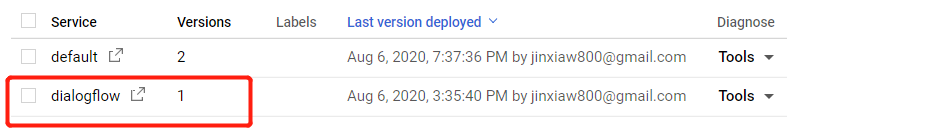 Service Versions Labels Last version deployed Diagnose
default 2 Aug 6, 2020, 7:37:36 PM by jinxiaw800@gmail.com Tools
dialogflow 1 Aug 6, 2020, 3:35:40 PM by jinxiaw800@gmail.com Tools